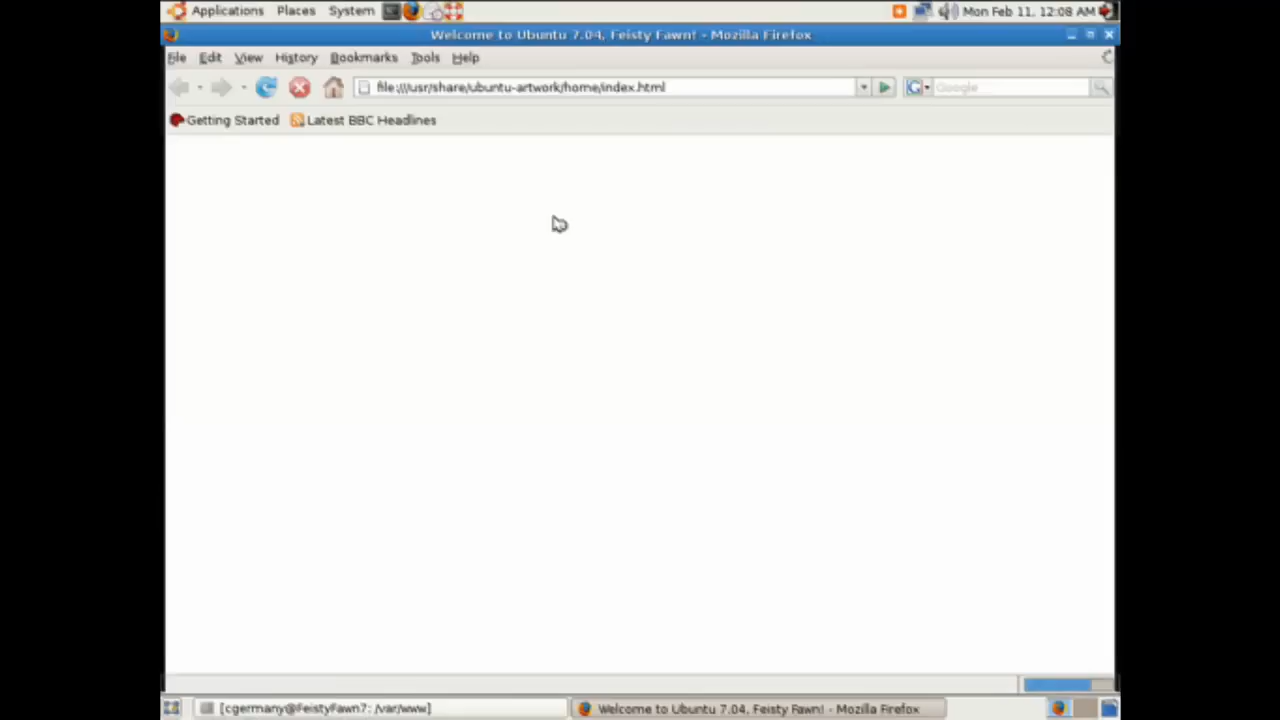 Applications Places System Mon Feb 11, 12:08 AM
Welcome to Ubuntu 7.04, Feisty Fawn! - Mozilla Firefox
File Edit View History Bookmarks Tools Help
file:///usr/share/ubuntu-artwork/home/index.html G Google
Getting Started Latest BBC Headlines
[cgermany@FeistyFawn7: /var/www] Welcome to Ubuntu 7.04, Feisty Fawn! - Mozilla Firefox